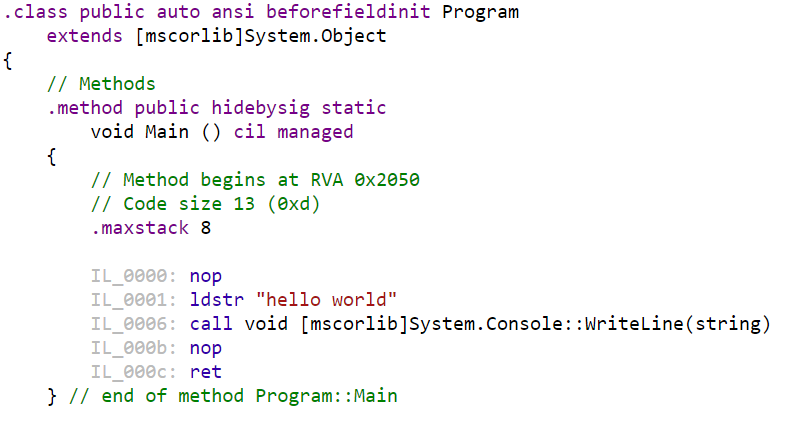 .class public auto ansi beforefieldinit Program
    extends [mscorlib]System.Object
{
    // Methods
    .method public hidebysig static
        void Main () cil managed
    {
        // Method begins at RVA 0x2050
        // Code size 13 (0xd)
        .maxstack 8

        IL_0000: nop
        IL_0001: ldstr "hello world"
        IL_0006: call void [mscorlib]System.Console::WriteLine(string)
        IL_000b: nop
        IL_000c: ret
    } // end of method Program::Main